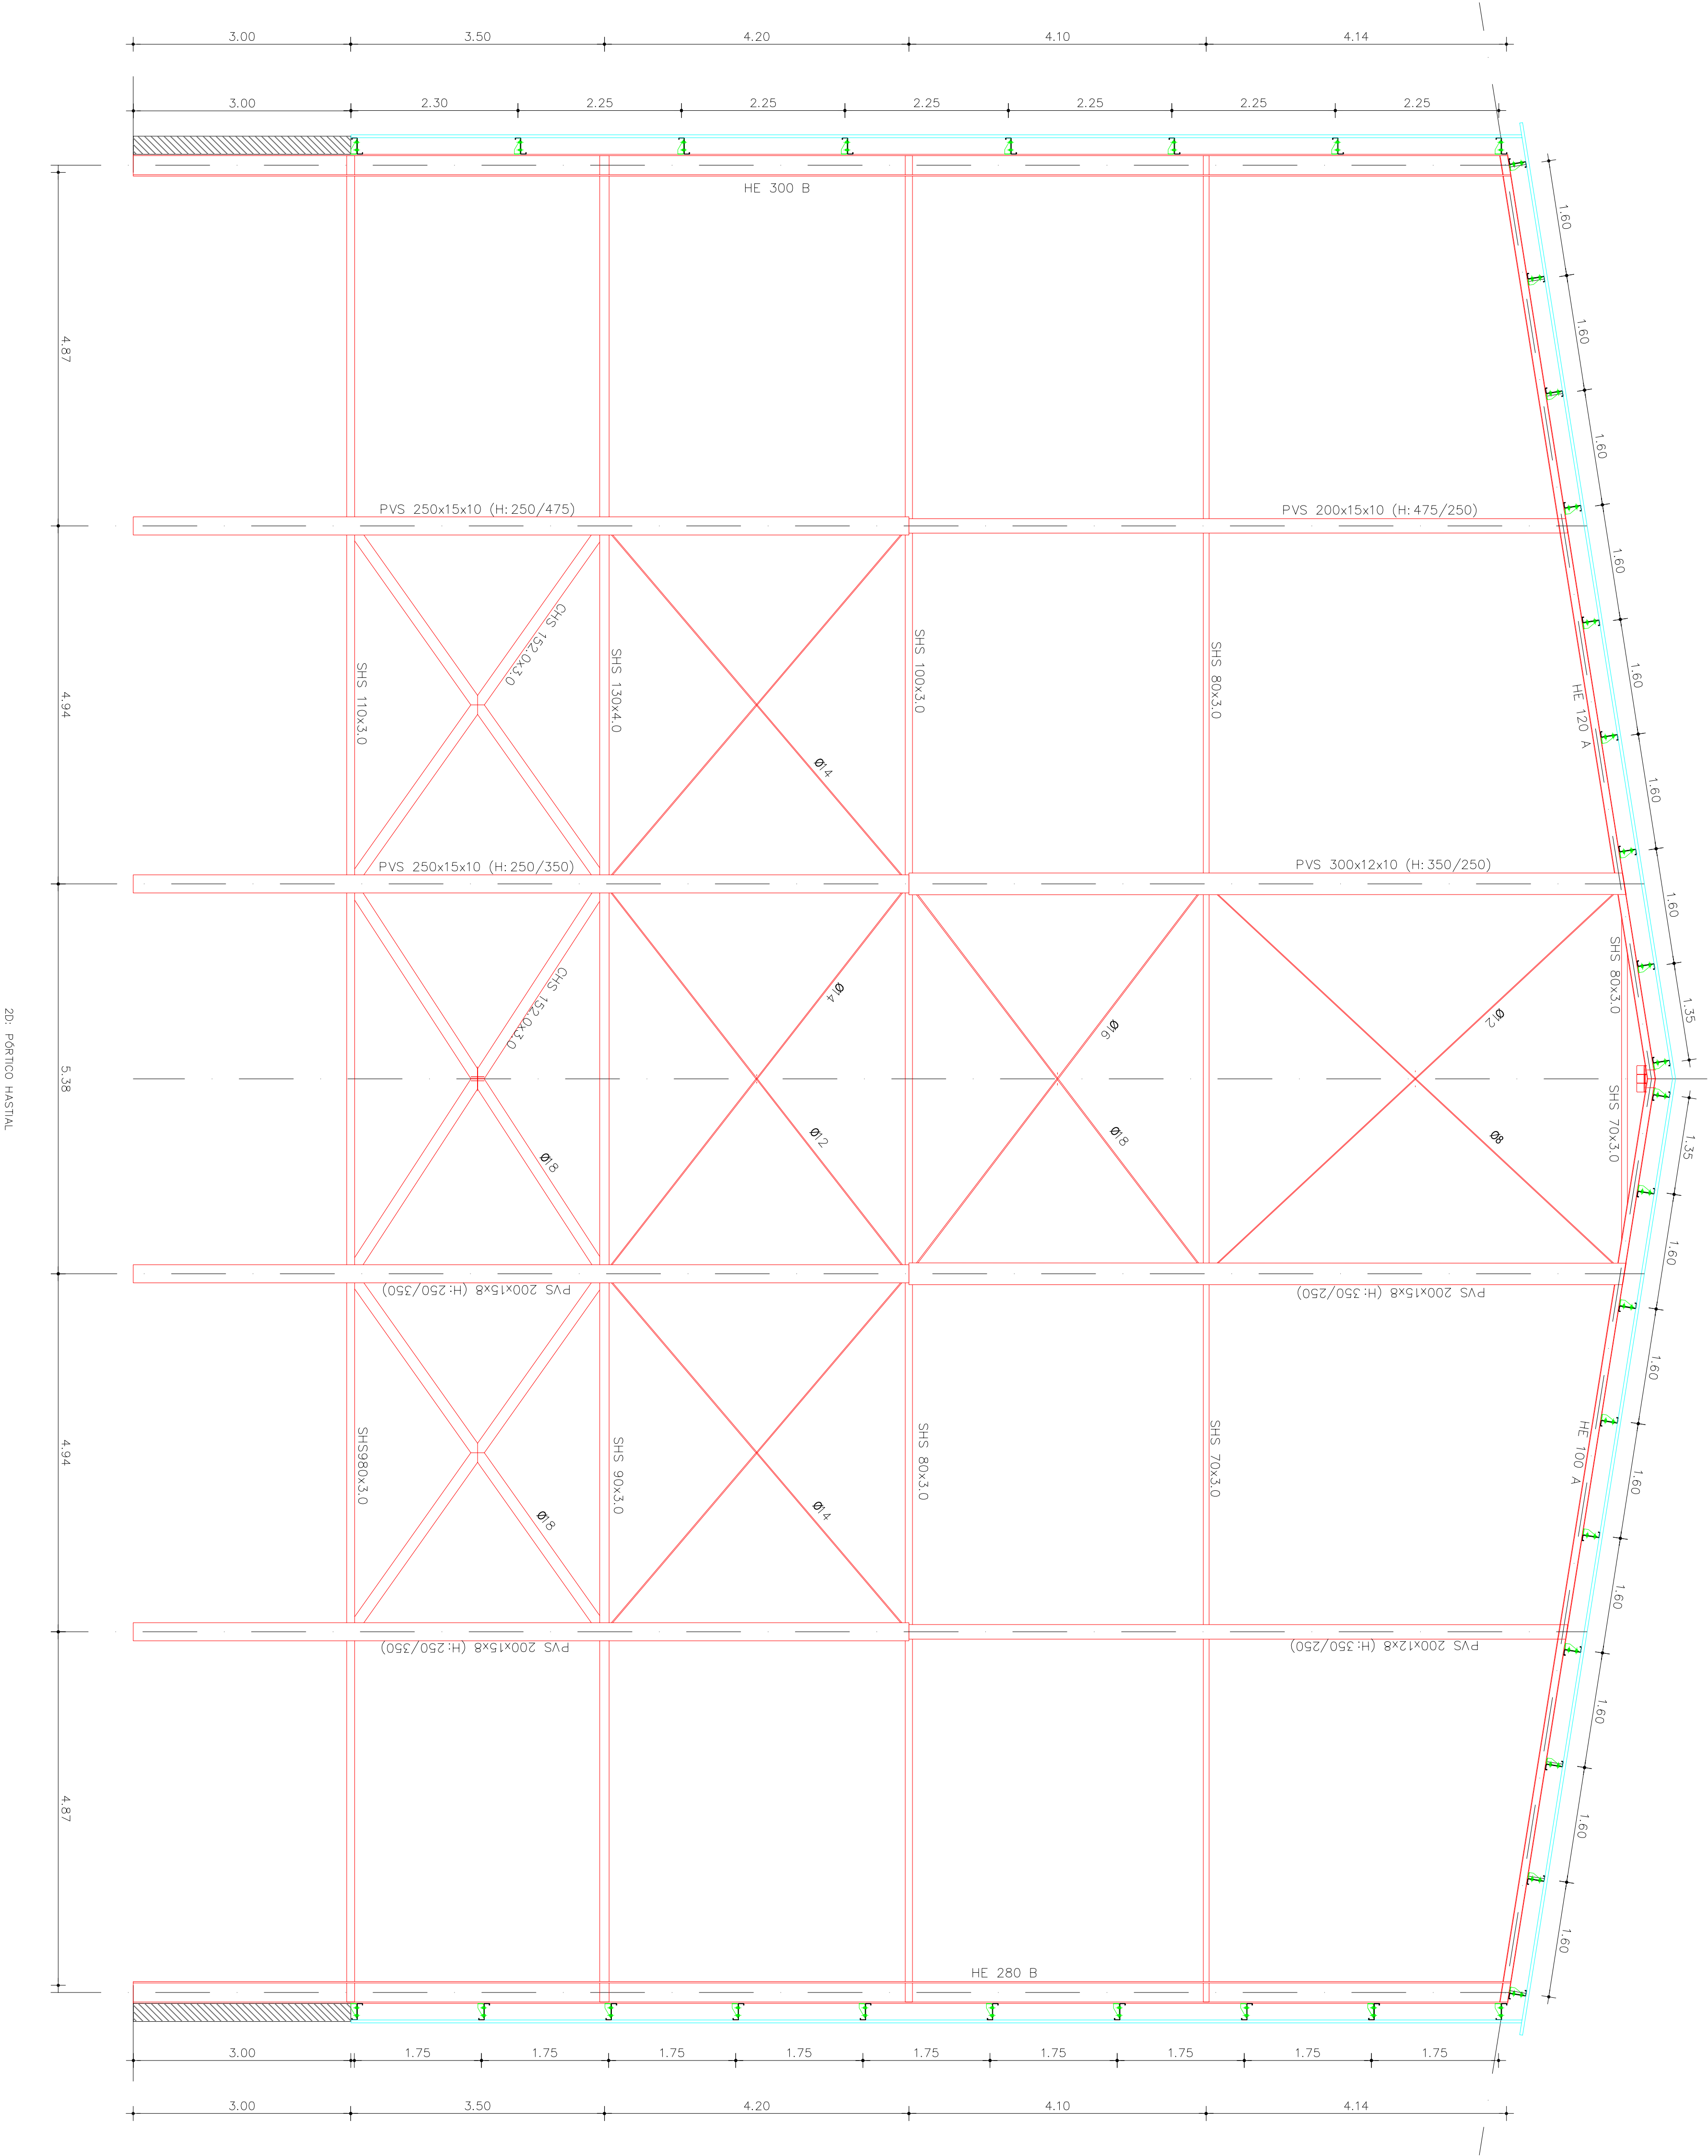 3.00
3.50
4.20
4.10
4.14
3.00
2.30
2.25
2.25
2.25
2.25
2.25
2.25
HE 300 B
1.60
1.60
1.60
1.60
1.60
1.60
1.60
1.35
4.87
PVS 250x15x10 (H:250/475)
PVS 200x15x10 (H:475/250)
CHS 152.0x3.0
SHS 110x3.0
SHS 130x4.0
SHS 100x3.0
SHS 80x3.0
HE 120 A
Ø14
4.94
PVS 250x15x10 (H:250/350)
PVS 300x12x10 (H:350/250)
CHS 152.0x3.0
Ø14
Ø16
Ø12
SHS 80x3.0
5.38
Ø18
Ø12
Ø18
Ø8
SHS 70x3.0
1.35
1.60
1.60
1.60
1.60
1.60
1.60
1.60
PVS 200x15x8 (H:250/350)
PVS 200x15x8 (H:350/250)
SHS980x3.0
SHS 90x3.0
SHS 80x3.0
SHS 70x3.0
HE 100 A
Ø18
Ø14
4.94
PVS 200x15x8 (H:250/350)
PVS 200x12x8 (H:350/250)
4.87
HE 280 B
3.00
1.75
1.75
1.75
1.75
1.75
1.75
1.75
1.75
1.75
3.00
3.50
4.20
4.10
4.14
2D: PÓRTICO HASTIAL